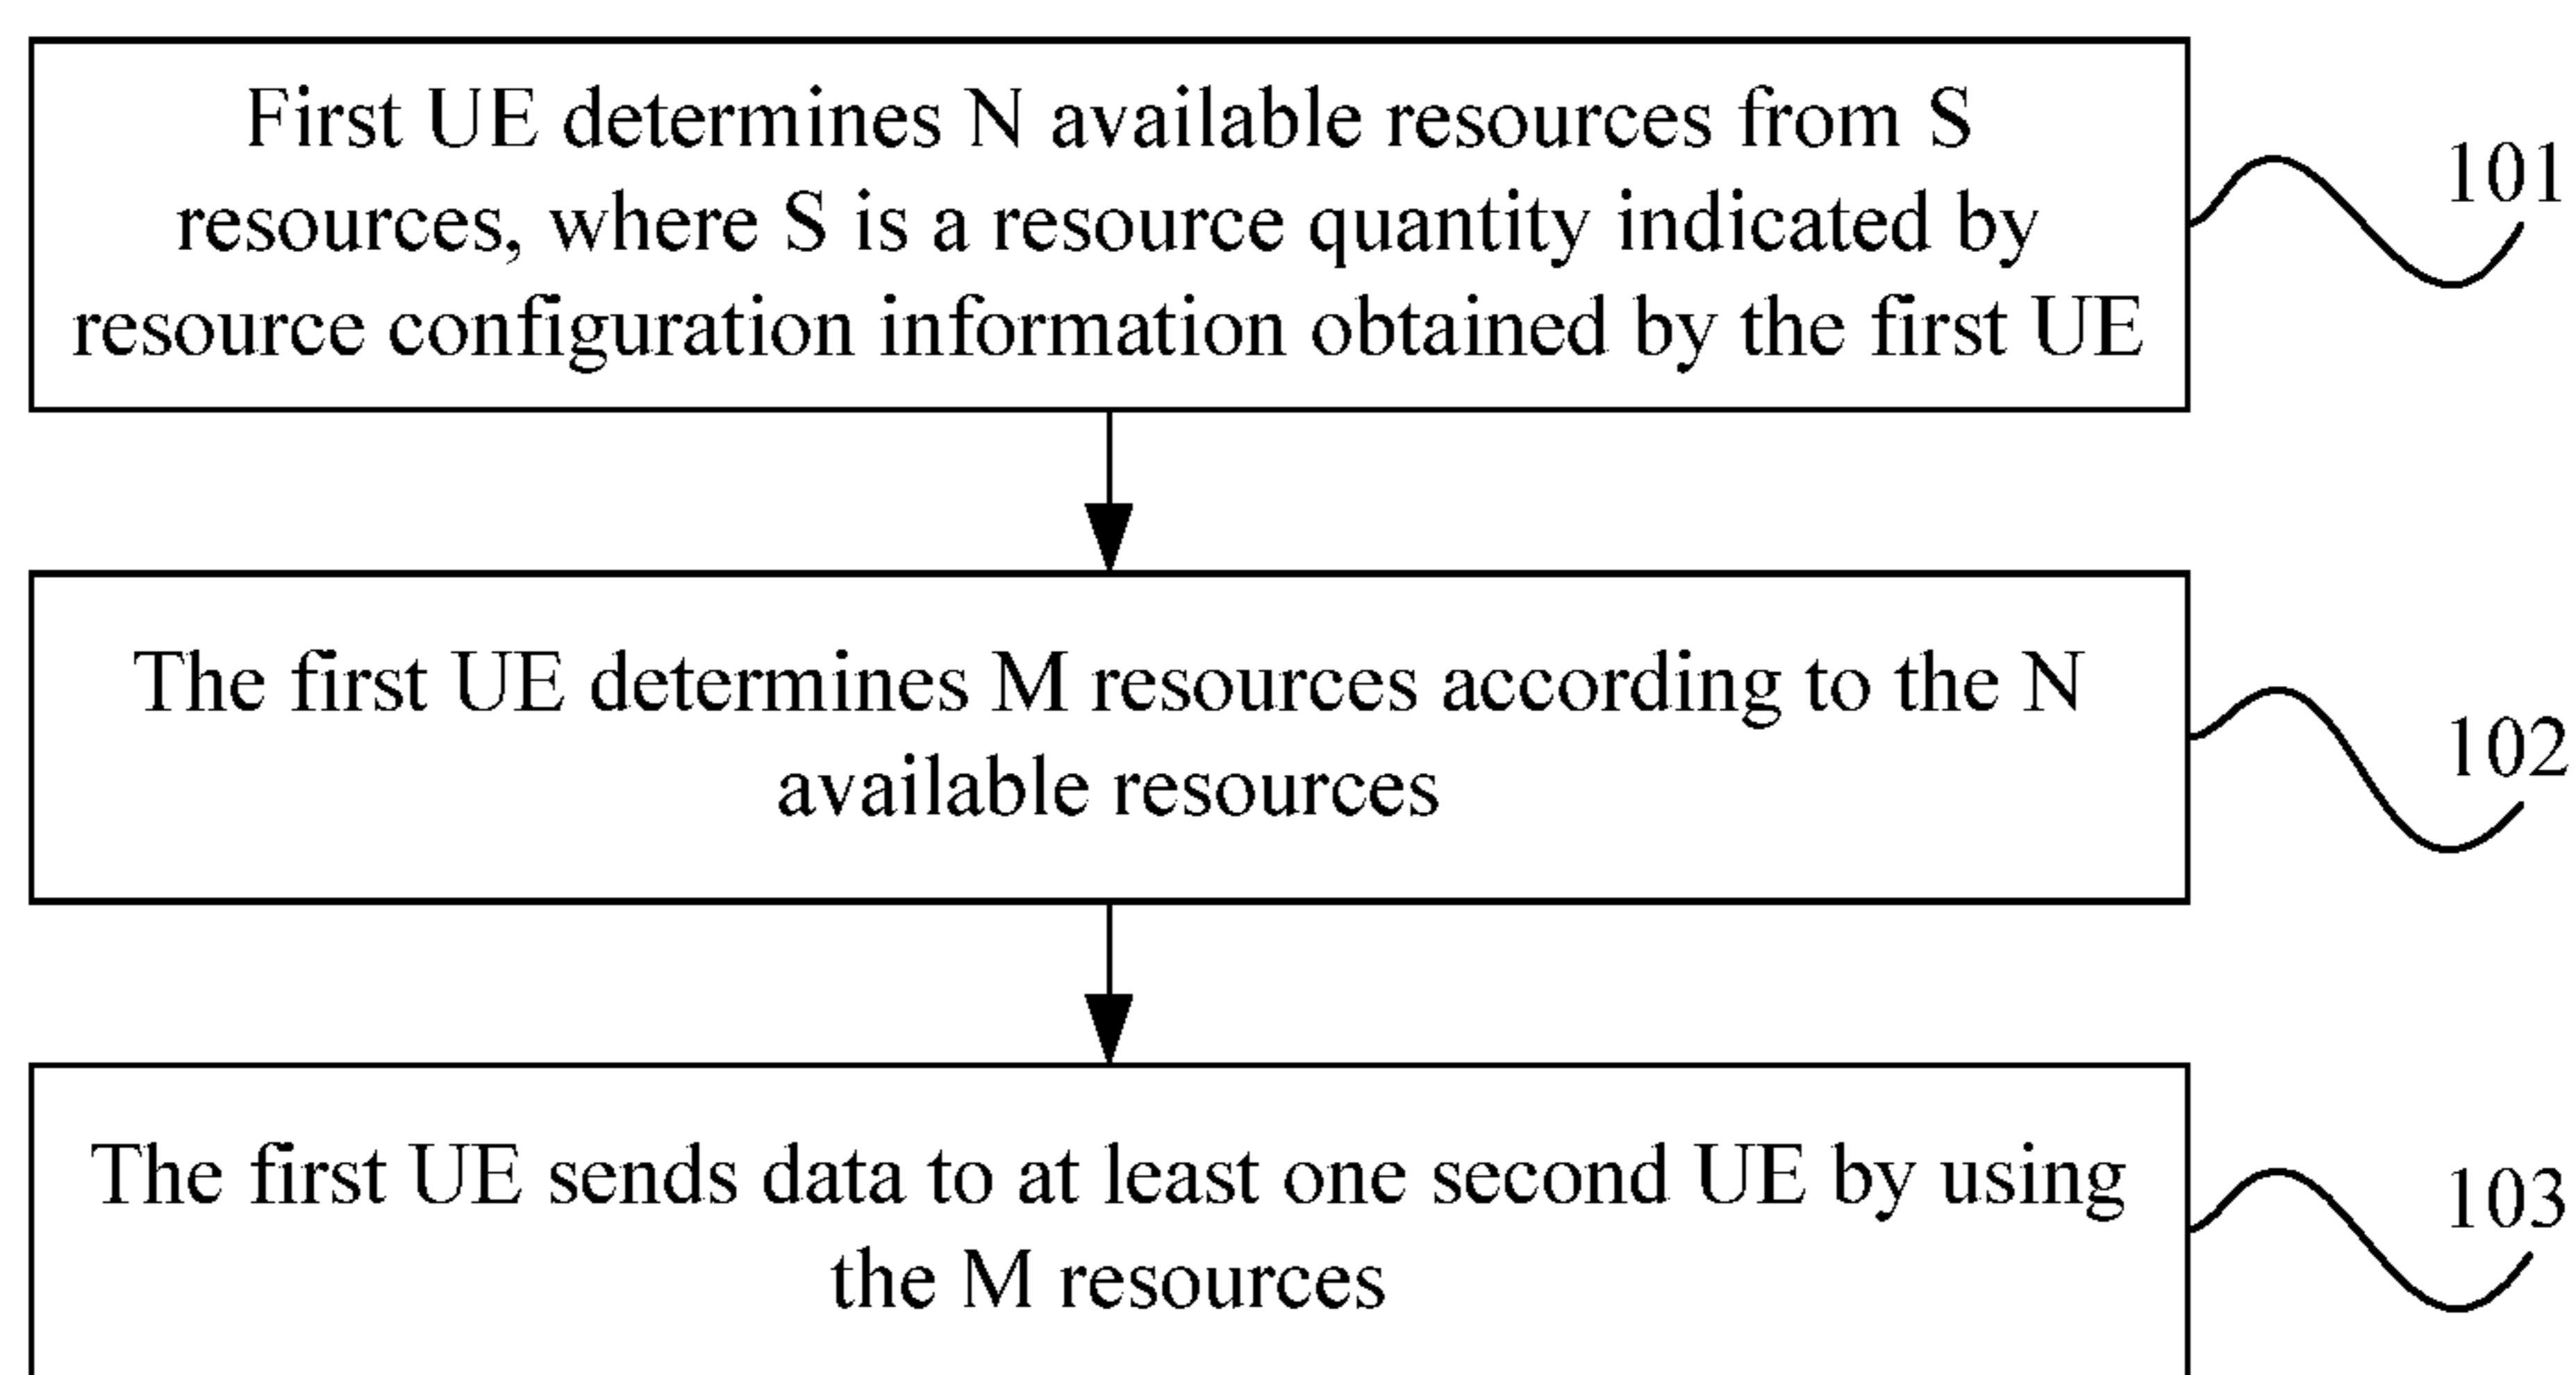 First UE determines N available resources from S
resources, where S is a resource quantity indicated by
resource configuration information obtained by the first UE
101
The first UE determines M resources according to the N
available resources
102
The first UE sends data to at least one second UE by using
the M resources
103